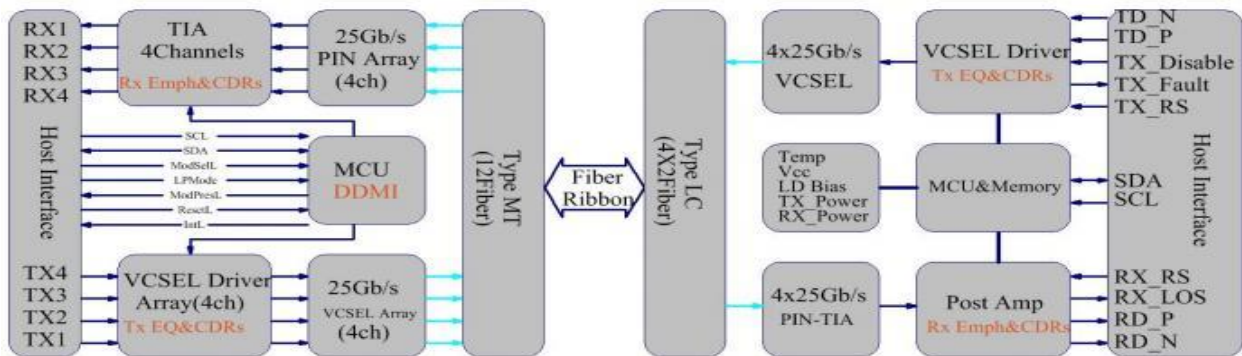 RX1
RX2
RX3
RX4
Host Interface
TX4
TX3
TX2
TX1
TIA
4Channels
Rx Emph&CDRs
25Gb/s
PIN Array
(4ch)
SCL
SDA
ModSelL
LPMode
ModPresL
ResetL
IntL
MCU
DDMI
VCSEL Driver
Array(4ch)
Tx EQ&CDRs
25Gb/s
VCSEL Array
(4ch)
Type MT
(12Fiber)
Fiber
Ribbon
Type LC
(4X2Fiber)
4x25Gb/s
VCSEL
VCSEL Driver
Tx EQ&CDRs
Temp
Vcc
LD Bias
TX_Power
RX_Power
MCU&Memory
4x25Gb/s
PIN-TIA
Post Amp
Rx Emph&CDRs
TD_N
TD_P
TX_Disable
TX_Fault
TX_RS
SDA
SCL
Host Interface
RX_RS
RX_LOS
RD_P
RD_N